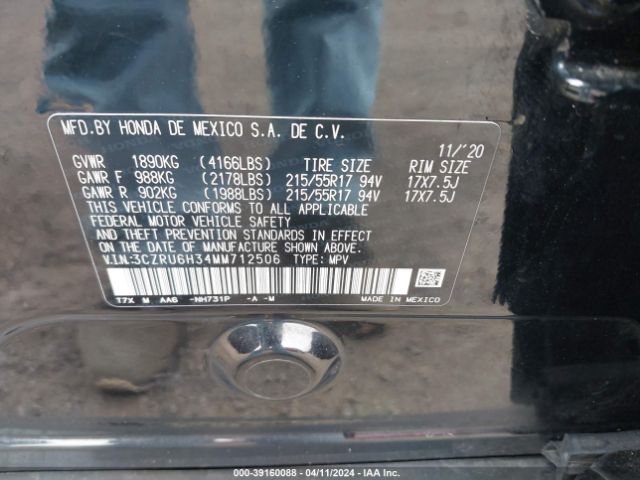 MFD.BY HONDA DE MEXICO S.A. DE C.V.
11/'20
GVWR 1890KG (4166LBS) TIRE SIZE RIM SIZE
GAWR F 988KG (2178LBS) 215/55R17 94V 17X7.5J
GAWR R 902KG (1988LBS) 215/55R17 94V 17X7.5J
THIS VEHICLE CONFORMS TO ALL APPLICABLE
FEDERAL MOTOR VEHICLE SAFETY
AND THEFT PREVENTION STANDARDS IN EFFECT
ON THE DATE OF MANUFACTURE SHOWN ABOVE.
V.I.N:3CZRU6H34MM712506 TYPE: MPV
T7X M AA6 -NH731P -A -M MADE IN MEXICO
000-39160088 - 04/11/2024 - IAA Inc.